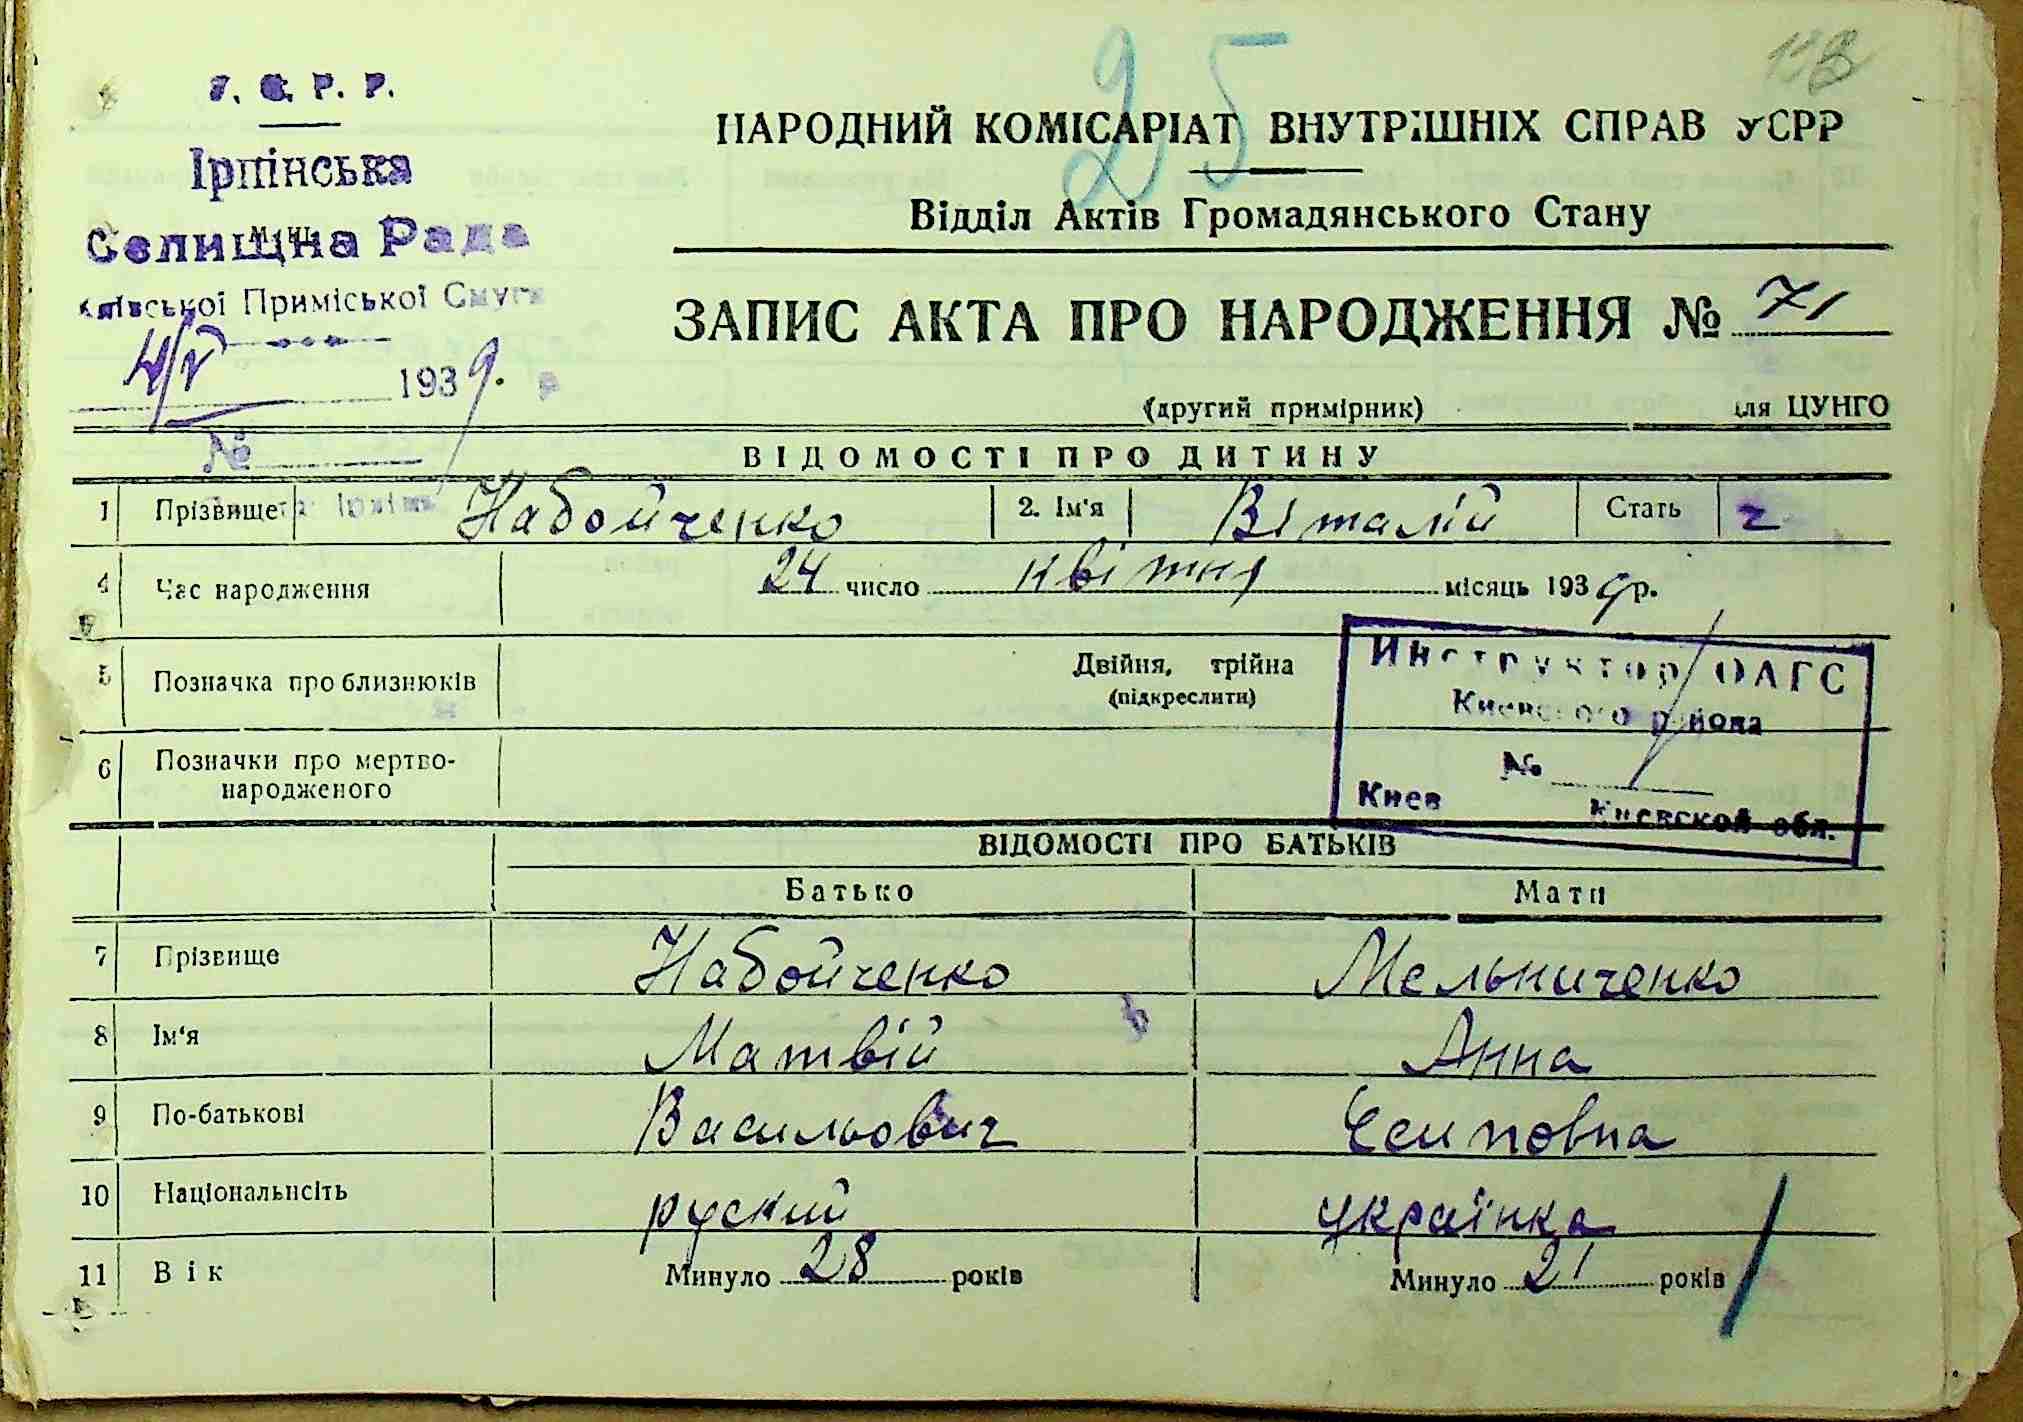 У. С. Р. Р.
Ірпінська
Селищна Рада
Київської Приміської Смуги
4/V 1939.
№
25
НАРОДНИЙ КОМІСАРІАТ ВНУТРІШНІХ СПРАВ УСРР
Відділ Актів Громадянського Стану
ЗАПИС АКТА ПРО НАРОДЖЕННЯ № 71
(другий примірник) для ЦУНГО
ВІДОМОСТІ ПРО ДИТИНУ
1 Прізвище Набойченко 2. Ім'я Віталій Стать ч
4 Час народження 24 число квітня місяць 1939 р.
5 Позначка про близнюків Двійня, трійна
(підкреслити)
6 Позначки про мертво-
народженого
Инструктор ОАГС
Киевского района
№
Киев Киевской обл.
ВІДОМОСТІ ПРО БАТЬКІВ
Батько Мати
7 Прізвище Набойченко Мельниченко
8 Ім'я Матвій Анна
9 По-батькові Васильович Єсиповна
10 Національнсіть руский українка
11 Вік Минуло 28 років Минуло 21 років